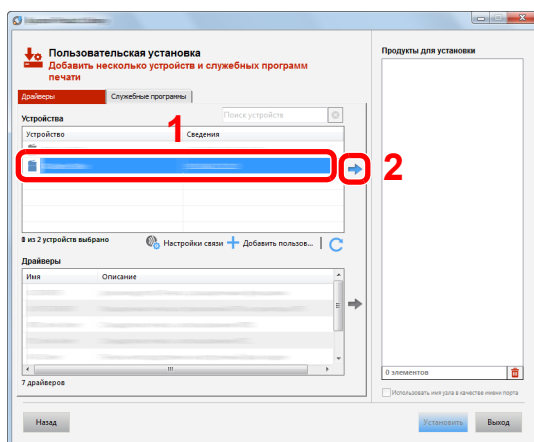 Пользовательская установка
Добавить несколько устройств и служебных программ
печати
Драйверы
Служебные программы
Устройства
Поиск устройств
Устройство
Сведения
1
2
из 2 устройств выбрано
Настройки связи
Добавить пользов...
Драйверы
Имя
Описание
7 драйверов
Продукты для установки
0 элементов
Использовать имя узла в качестве имени порта
Назад
Установить
Выход